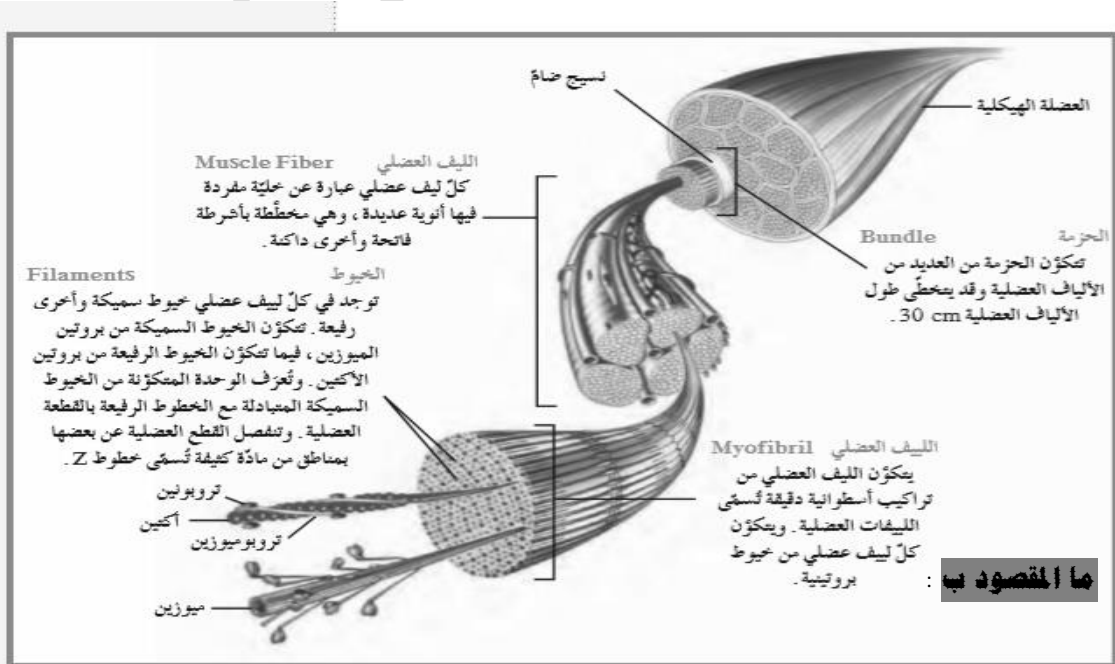 نسيج ضامّ
العضلة الهيكلية
الليف العضلي Muscle Fiber
كلّ ليف عضلي عبارة عن خليّة مفردة
فيها أنوية عديدة ، وهي مخطّطة بأشرطة
فاتحة وأخرى داكنة .
الحزمة Bundle
تتكوّن الحزمة من العديد من
الألياف العضلية وقد يتخطّى طول
الألياف العضلية 30 cm .
الخيوط Filaments
توجد في كلّ لييف عضلي خيوط سميكة وأخرى
رفيعة . تتكوّن الخيوط السميكة من بروتين
الميوزين ، فيما تتكوّن الخيوط الرفيعة من بروتين
الأكتين . وتُعرَف الوحدة المتكوّنة من الخيوط
السميكة المتبادلة مع الخطوط الرفيعة بالقطعة
العضلية . وتنفصل القطع العضلية عن بعضها
بمناطق من مادّة كثيفة تُسمّى خطوط Z .
اللييف العضلي Myofibril
يتكوّن الليف العضلي من
تراكيب أسطوانية دقيقة تُسمّى
اللييفات العضلية . ويتكوّن
كلّ لييف عضلي من خيوط
بروتينية .
تروبونين
أكتين
تروبوميوزين
ميوزين
ما المقصود ب :